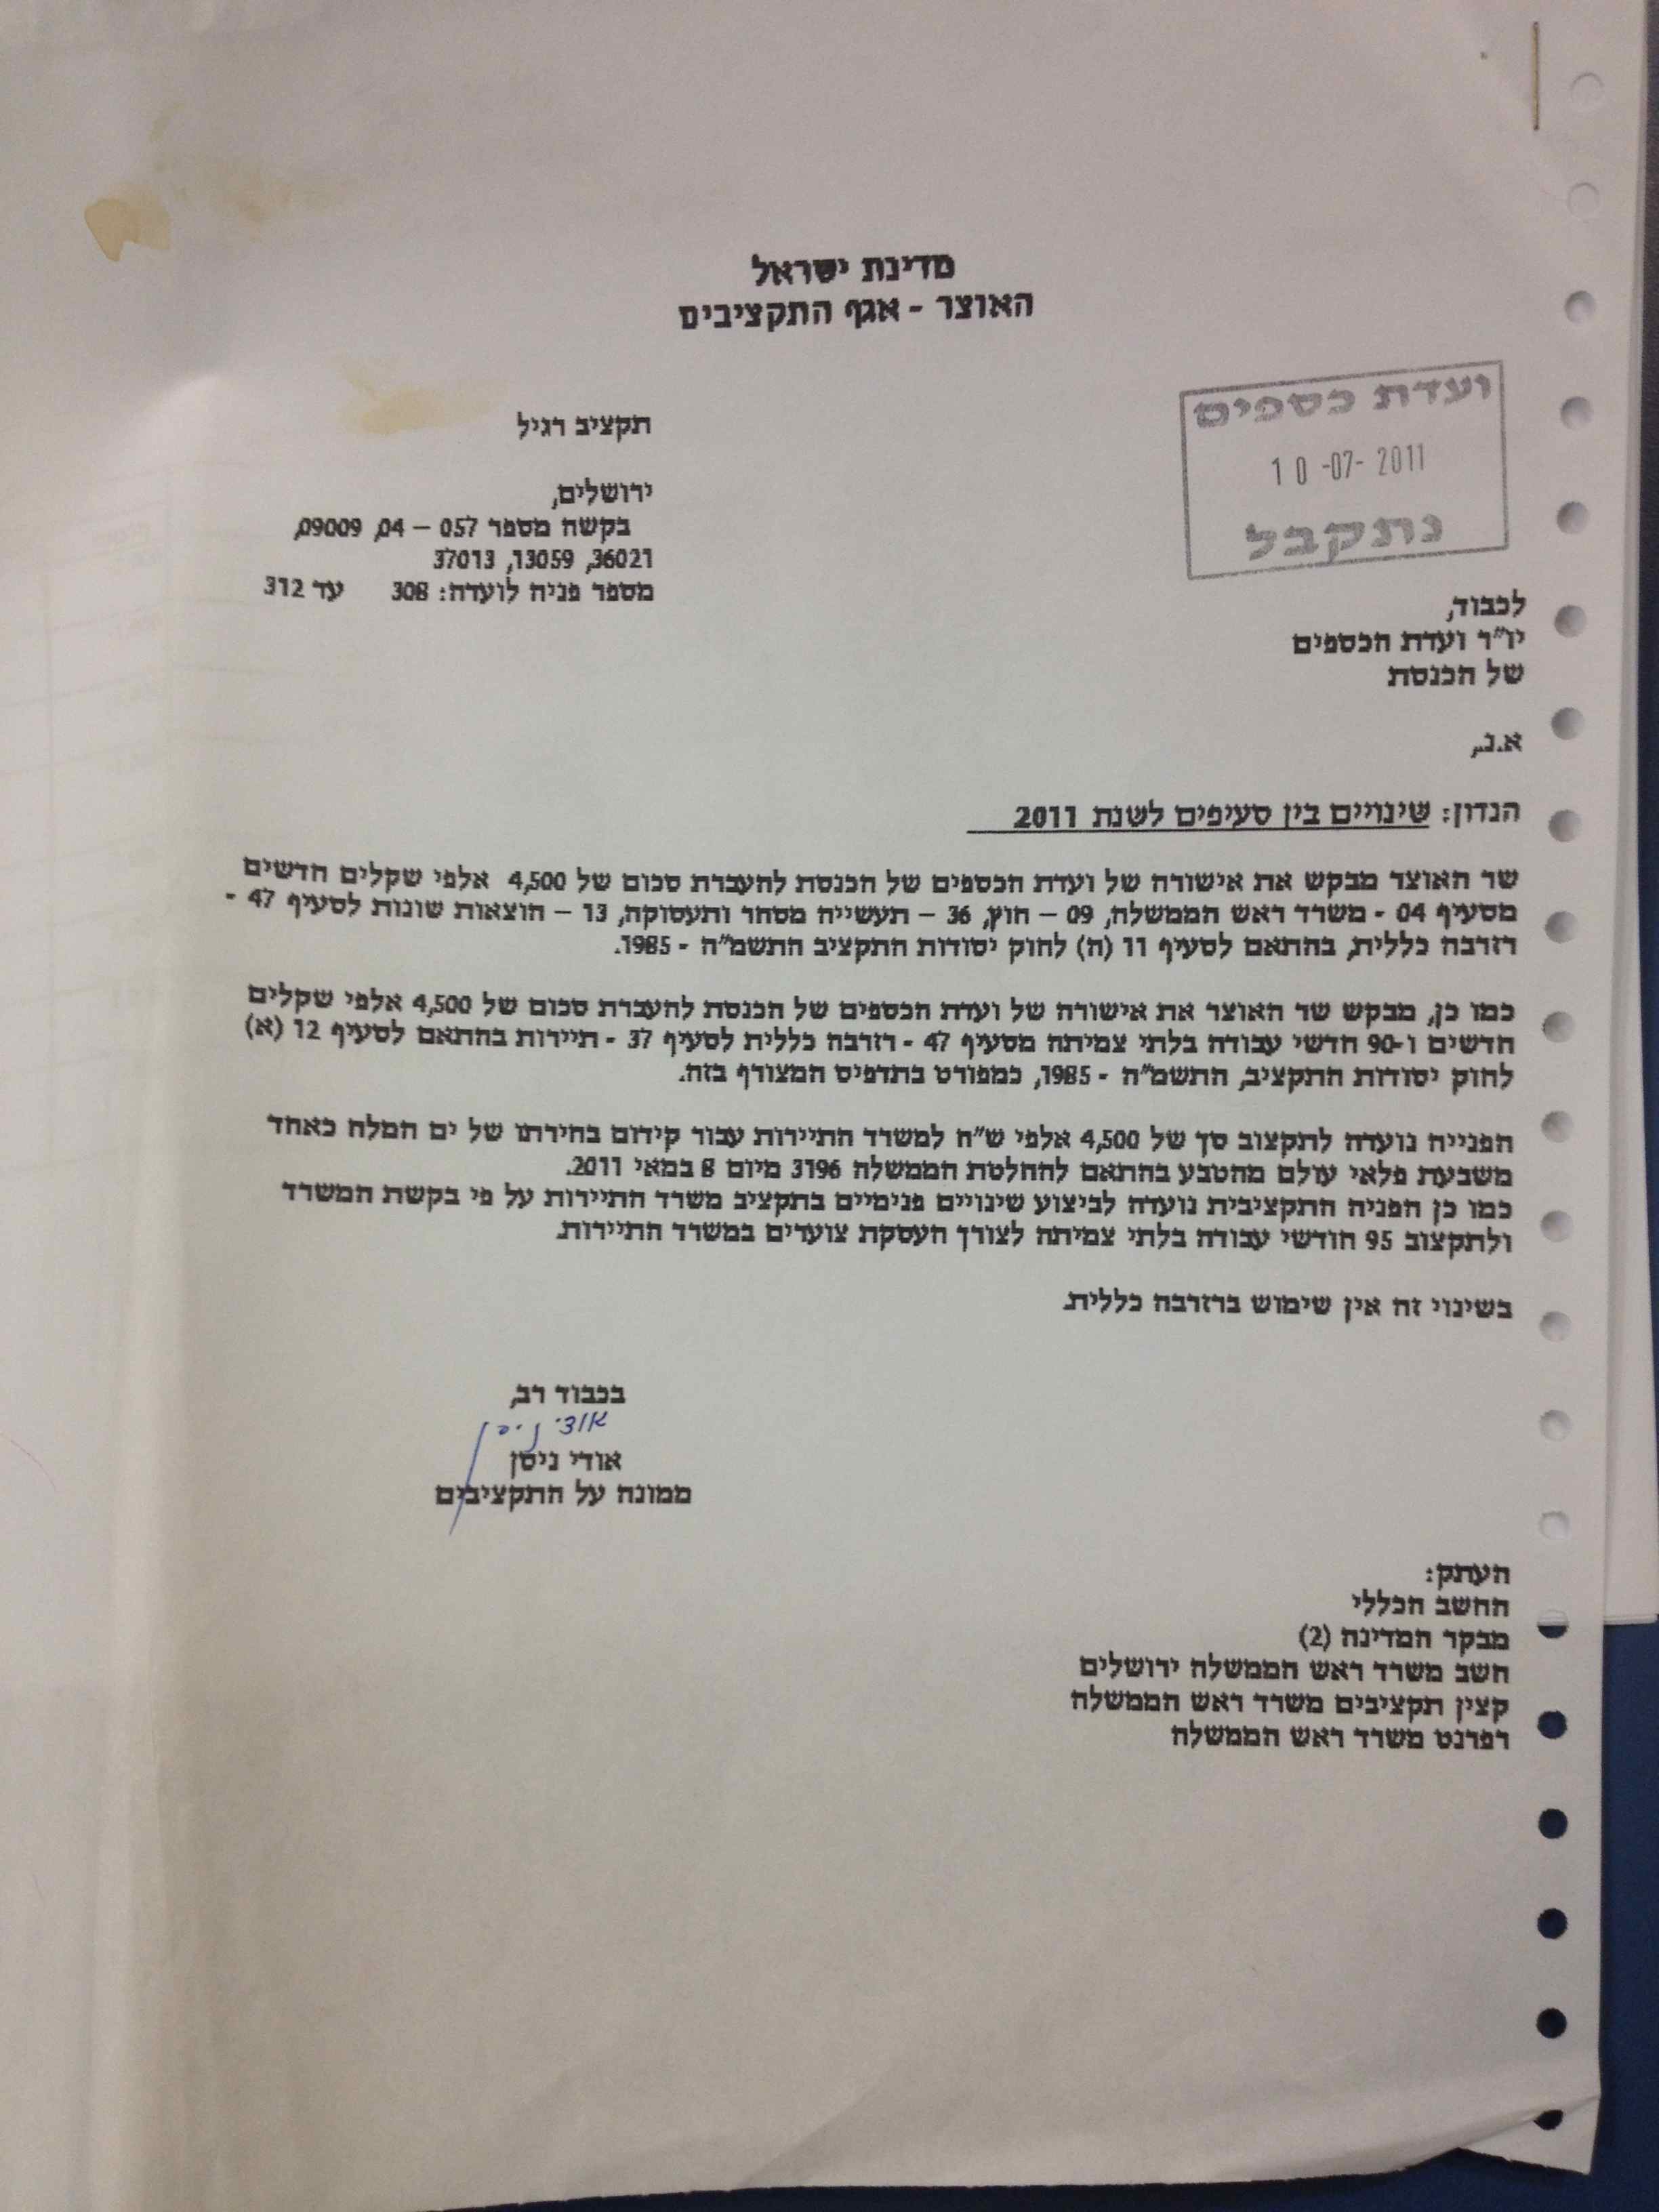 מדינת ישראל
האוצר - אגף התקציבים
ועדת כספים
10-07-2011
נתקבל
תקציב רגיל
ירושלים,
בקשה מספר 057 – 04, 09009,
36021, 13059, 37013
מספר פניה לועדה: 308 עד 312
לכבוד,
יו"ר ועדת הכספים
של הכנסת
א.נ.,
הנדון: שינויים בין סעיפים לשנת 2011
שר האוצר מבקש את אישורה של ועדת הכספים של הכנסת להעברת סכום של 4,500 אלפי שקלים חדשים
מסעיף 04 - משרד ראש הממשלה, 09 – חוץ, 36 – תעשייה מסחר ותעסוקה, 13 – הוצאות שונות לסעיף 47 -
רזרבה כללית, בהתאם לסעיף 11 (ה) לחוק יסודות התקציב התשמ"ה - 1985.
כמו כן, מבקש שר האוצר את אישורה של ועדת הכספים של הכנסת להעברת סכום של 4,500 אלפי שקלים
חדשים ו-90 חדשי עבודה בלתי צמיתה מסעיף 47 - רזרבה כללית לסעיף 37 - תיירות בהתאם לסעיף 12 (א)
לחוק יסודות התקציב, התשמ"ה - 1985, כמפורט בתדפיס המצורף בזה.
הפנייה נועדה לתקצוב סך של 4,500 אלפי ש"ח למשרד התיירות עבור קידום בחירתו של ים המלח כאחד
משבעת פלאי עולם מהטבע בהתאם להחלטת הממשלה 3196 מיום 8 במאי 2011.
כמו כן הפניה התקציבית נועדה לביצוע שינויים פנימיים בתקציב משרד התיירות על פי בקשת המשרד
ולתקצוב 95 חודשי עבודה בלתי צמיתה לצורך העסקת צוערים במשרד התיירות.
בשינוי זה אין שימוש ברזרבה כללית.
בכבוד רב,
אודי ניסן
אודי ניסן
ממונה על התקציבים
העתק:
החשב הכללי
מבקר המדינה (2)
חשב משרד ראש הממשלה ירושלים
קצין תקציבים משרד ראש הממשלה
רפרנט משרד ראש הממשלה